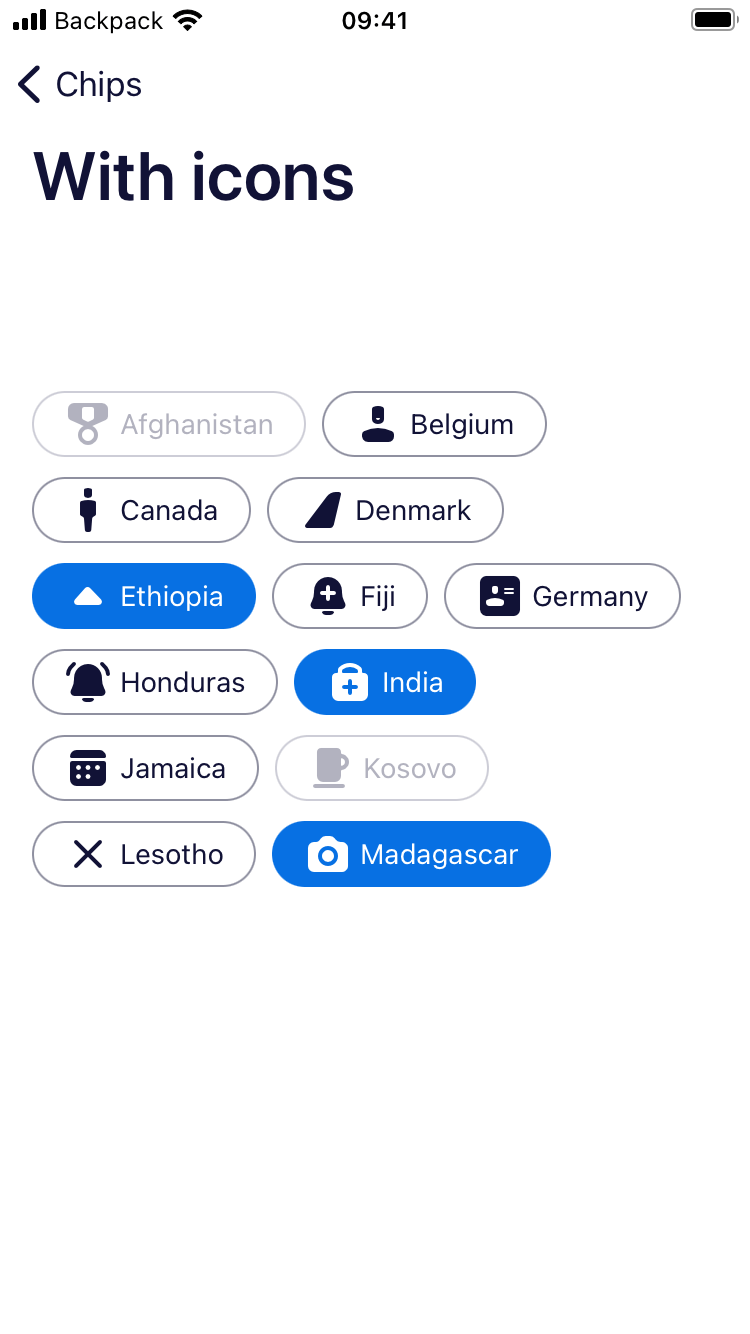 Backpack 09:41
Chips
With icons
Afghanistan Belgium
Canada Denmark
Ethiopia Fiji Germany
Honduras India
Jamaica Kosovo
Lesotho Madagascar